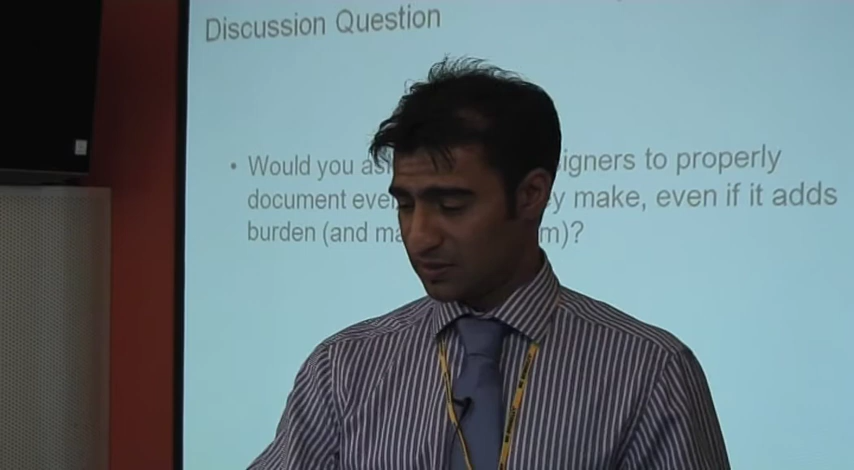 Discussion Question
• Would you as signers to properly
document eve y make, even if it adds
burden (and ma m)?